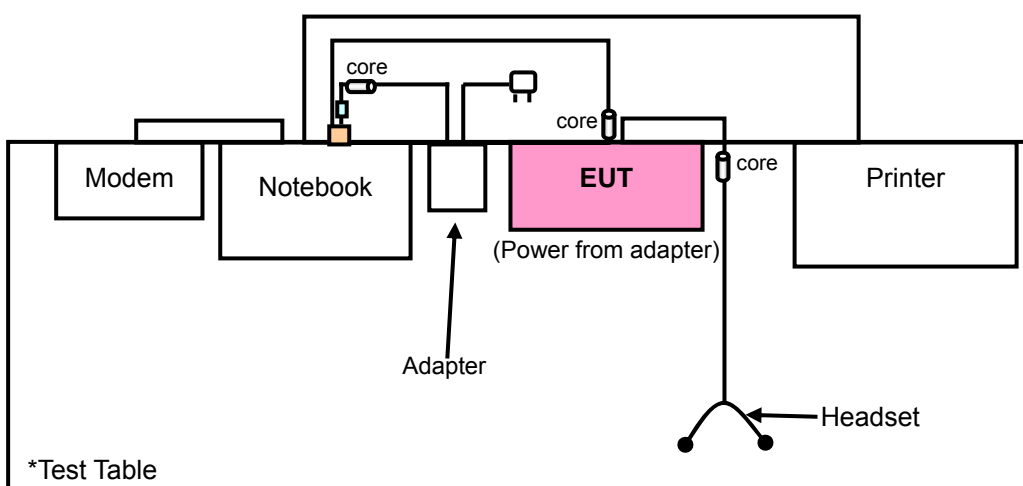 core
core
core
Modem
Notebook
EUT
Printer
(Power from adapter)
Adapter
Headset
*Test Table